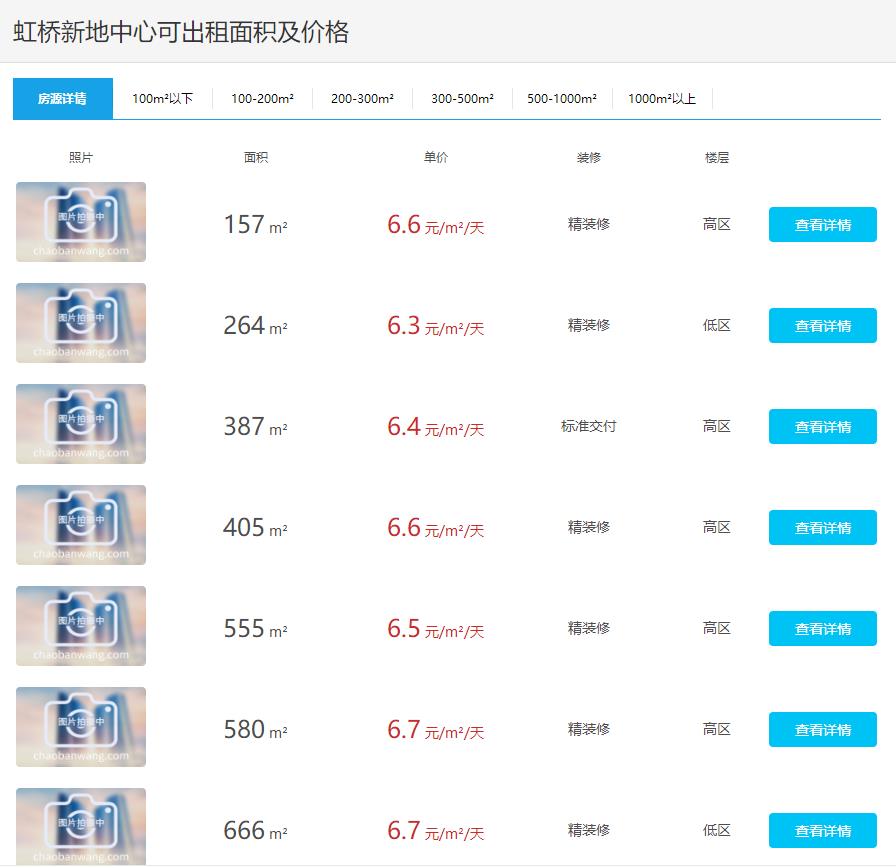 虹桥新地中心可出租面积及价格
房源详情 100m²以下 100-200m² 200-300m² 300-500m² 500-1000m² 1000m²以上
照片 面积 单价 装修 楼层
图片拍摄中
chaobanwang.com
157 m² 6.6 元/m²/天 精装修 高区 查看详情
图片拍摄中
chaobanwang.com
264 m² 6.3 元/m²/天 精装修 低区 查看详情
图片拍摄中
chaobanwang.com
387 m² 6.4 元/m²/天 标准交付 高区 查看详情
图片拍摄中
chaobanwang.com
405 m² 6.6 元/m²/天 精装修 高区 查看详情
图片拍摄中
chaobanwang.com
555 m² 6.5 元/m²/天 精装修 高区 查看详情
图片拍摄中
chaobanwang.com
580 m² 6.7 元/m²/天 精装修 高区 查看详情
图片拍摄中
chaobanwang.com
666 m² 6.7 元/m²/天 精装修 低区 查看详情